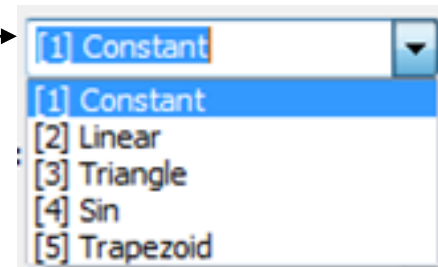 [1] Constant
[1] Constant
[2] Linear
[3] Triangle
[4] Sin
[5] Trapezoid